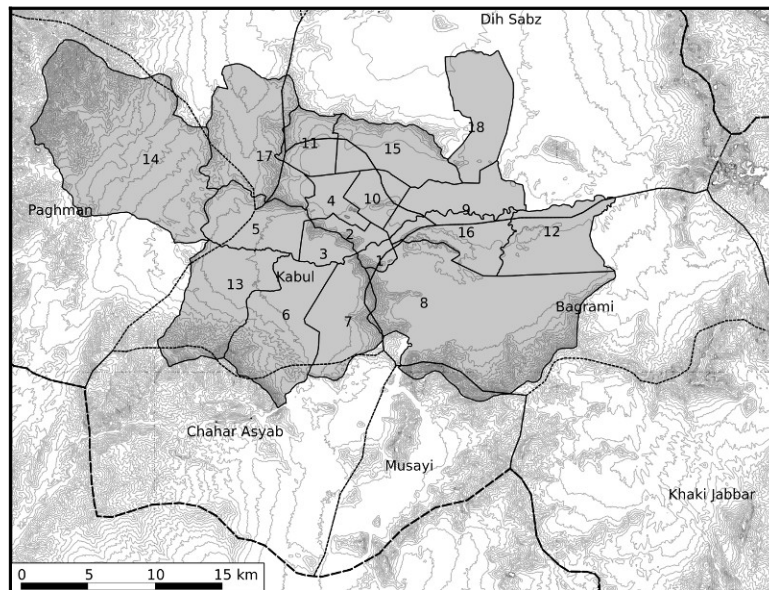 Dih Sabz
18
11
15
14
17
4
10
9
Paghman
5
2
16
12
3
1
13
Kabul
8
Bagrami
6
7
Chahar Asyab
Musayi
Khaki Jabbar
0 5 10 15 km